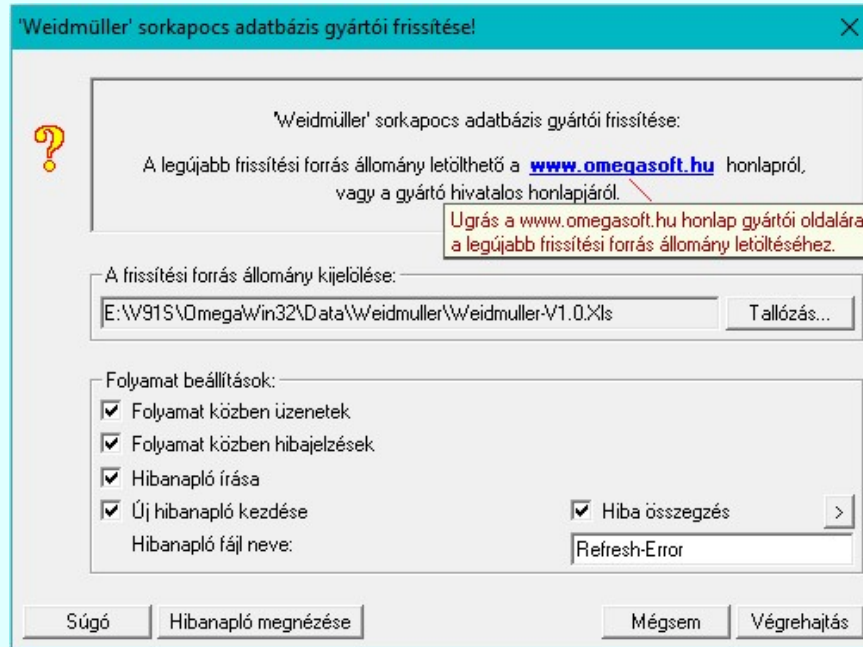 'Weidmüller' sorkapocs adatbázis gyártói frissítése!
'Weidmüller' sorkapocs adatbázis gyártói frissítése:
A legújabb frissítési forrás állomány letölthető a www.omegasoft.hu honlapról,
vagy a gyártó hivatalos honlapjáról.
Ugrás a www.omegasoft.hu honlap gyártói oldalára
a legújabb frissítési forrás állomány letöltéséhez.
A frissítési forrás állomány kijelölése:
E:\V91S\OmegaWin32\Data\Weidmuller\Weidmuller-V1.0.Xls Tallózás...
Folyamat beállítások:
Folyamat közben üzenetek
Folyamat közben hibajelzések
Hibanapló írása
Új hibanapló kezdése Hiba összegzés >
Hibanapló fájl neve: Refresh-Error
Súgó Hibanapló megnézése Mégsem Végrehajtás